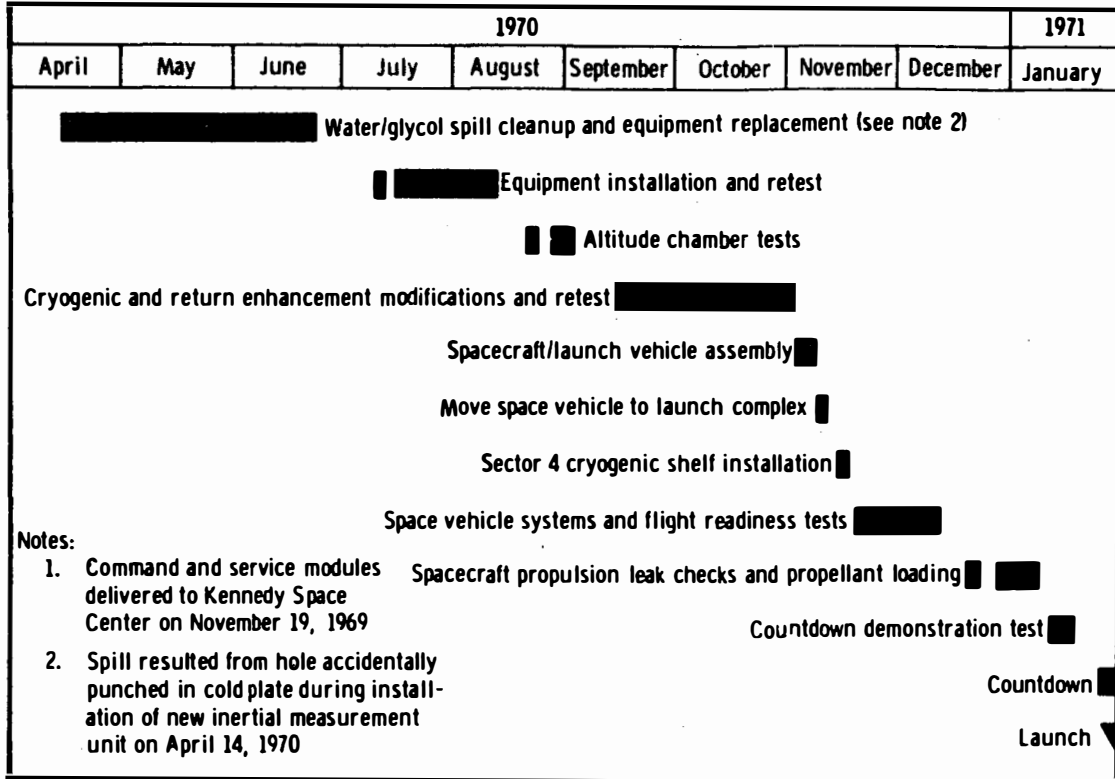 1970 1971
April May June July August September October November December January
Water/glycol spill cleanup and equipment replacement (see note 2)
Equipment installation and retest
Altitude chamber tests
Cryogenic and return enhancement modifications and retest
Spacecraft/launch vehicle assembly
Move space vehicle to launch complex
Sector 4 cryogenic shelf installation
Space vehicle systems and flight readiness tests
Notes:
1. Command and service modules
delivered to Kennedy Space
Center on November 19, 1969
2. Spill resulted from hole accidentally
punched in cold plate during install-
ation of new inertial measurement
unit on April 14, 1970
Spacecraft propulsion leak checks and propellant loading
Countdown demonstration test
Countdown
Launch